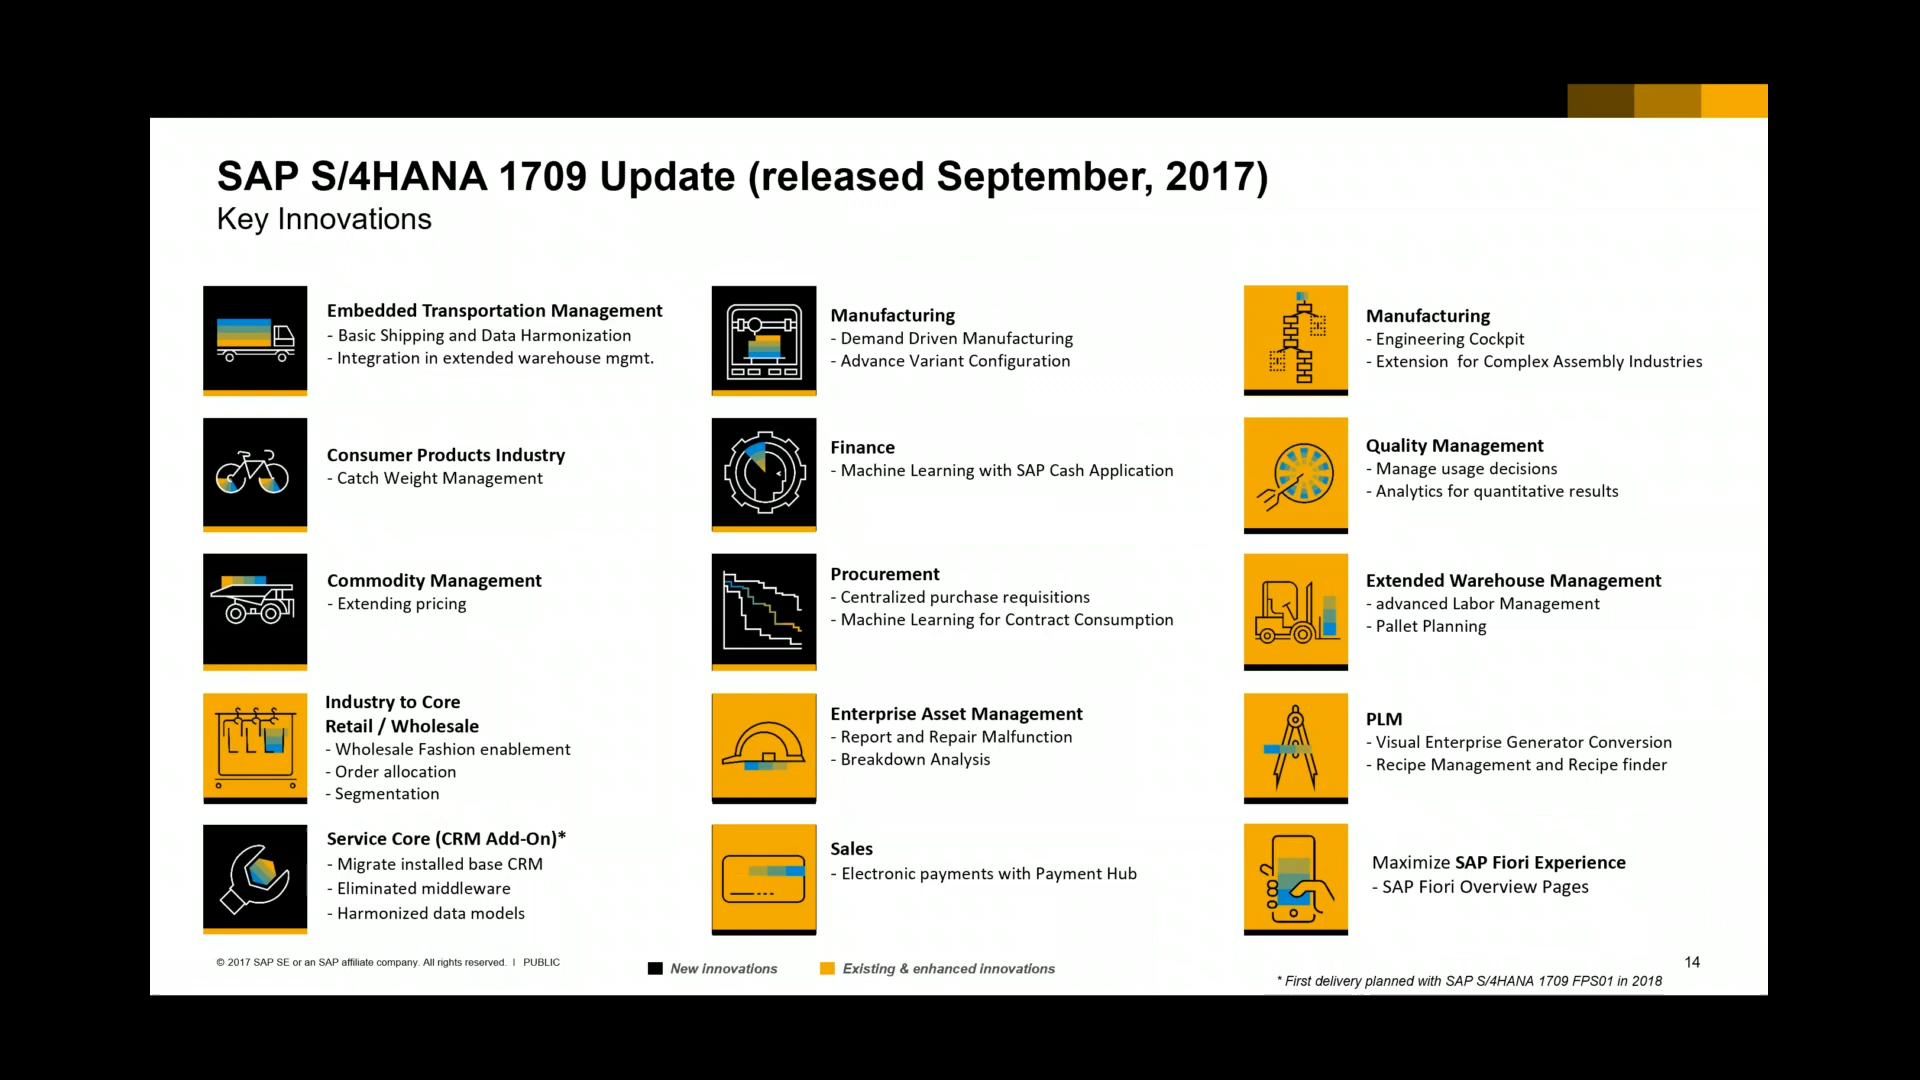 SAP S/4HANA 1709 Update (released September, 2017)
Key Innovations
Embedded Transportation Management
- Basic Shipping and Data Harmonization
- Integration in extended warehouse mgmt.
Consumer Products Industry
- Catch Weight Management
Commodity Management
- Extending pricing
Industry to Core
Retail / Wholesale
- Wholesale Fashion enablement
- Order allocation
- Segmentation
Service Core (CRM Add-On)*
- Migrate installed base CRM
- Eliminated middleware
- Harmonized data models
Manufacturing
- Demand Driven Manufacturing
- Advance Variant Configuration
Finance
- Machine Learning with SAP Cash Application
Procurement
- Centralized purchase requisitions
- Machine Learning for Contract Consumption
Enterprise Asset Management
- Report and Repair Malfunction
- Breakdown Analysis
Sales
- Electronic payments with Payment Hub
Manufacturing
- Engineering Cockpit
- Extension for Complex Assembly Industries
Quality Management
- Manage usage decisions
- Analytics for quantitative results
Extended Warehouse Management
- advanced Labor Management
- Pallet Planning
PLM
- Visual Enterprise Generator Conversion
- Recipe Management and Recipe finder
Maximize SAP Fiori Experience
- SAP Fiori Overview Pages
© 2017 SAP SE or an SAP affiliate company. All rights reserved. | PUBLIC
New innovations
Existing & enhanced innovations
14
* First delivery planned with SAP S/4HANA 1709 FPS01 in 2018